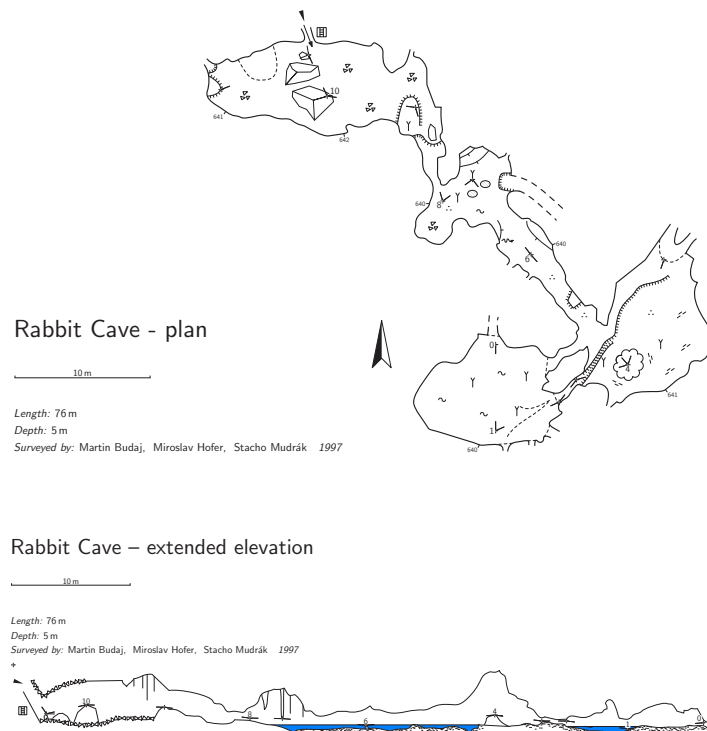 10
641
642
640
8
640
6
Rabbit Cave - plan
0
10 m
4
641
Length: 76 m
Depth: 5 m
Surveyed by: Martin Budaj, Miroslav Hofer, Stacho Mudrák 1997
1
640
Rabbit Cave – extended elevation
10 m
Length: 76 m
Depth: 5 m
Surveyed by: Martin Budaj, Miroslav Hofer, Stacho Mudrák 1997
10
8
6
4
1
0